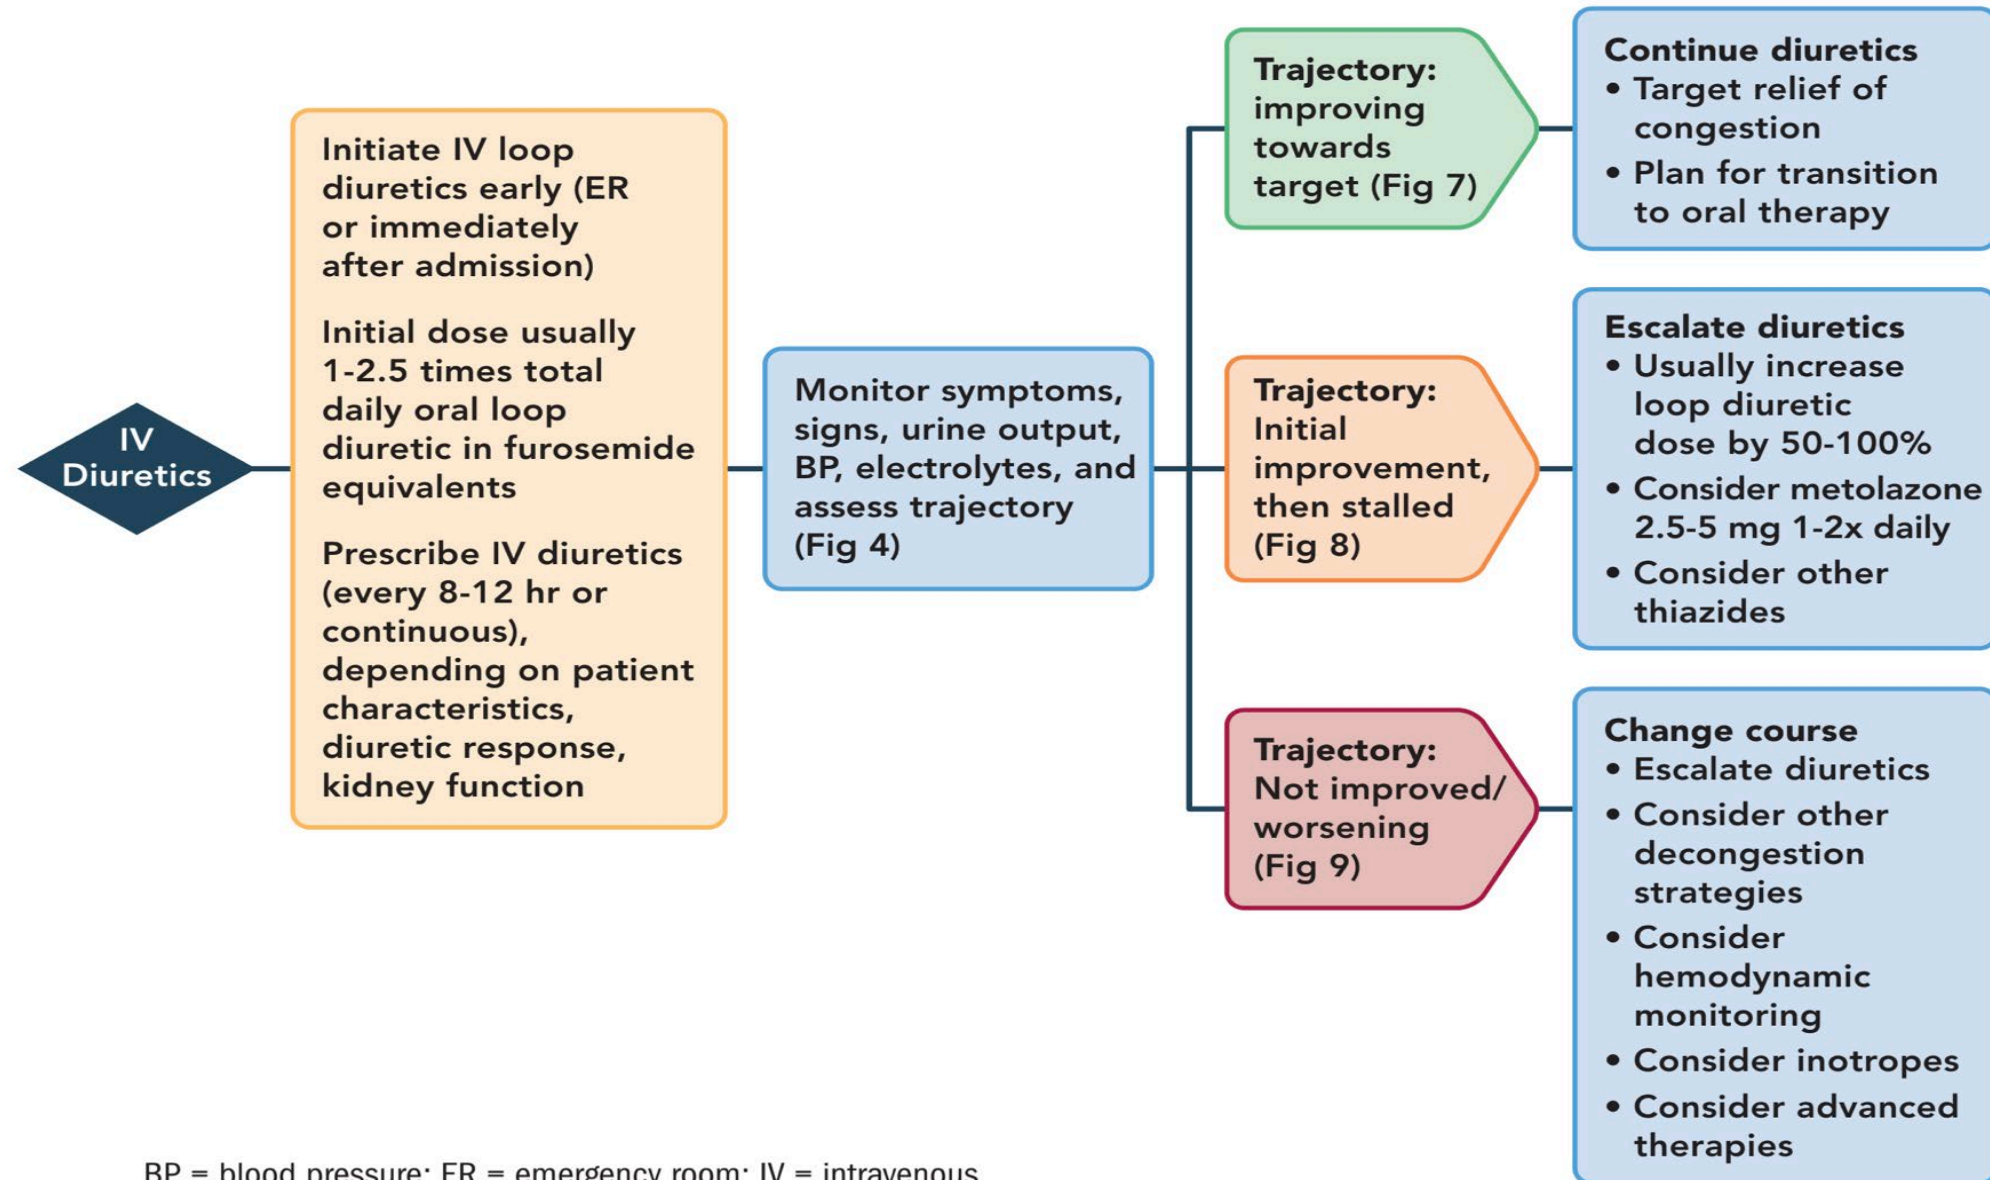 IV
Diuretics
Initiate IV loop
diuretics early (ER
or immediately
after admission)
Initial dose usually
1-2.5 times total
daily oral loop
diuretic in furosemide
equivalents
Prescribe IV diuretics
(every 8-12 hr or
continuous),
depending on patient
characteristics,
diuretic response,
kidney function
Monitor symptoms,
signs, urine output,
BP, electrolytes, and
assess trajectory
(Fig 4)
Trajectory:
improving
towards
target (Fig 7)
Continue diuretics
• Target relief of
congestion
• Plan for transition
to oral therapy
Trajectory:
Initial
improvement,
then stalled
(Fig 8)
Escalate diuretics
• Usually increase
loop diuretic
dose by 50-100%
• Consider metolazone
2.5-5 mg 1-2x daily
• Consider other
thiazides
Trajectory:
Not improved/
worsening
(Fig 9)
Change course
• Escalate diuretics
• Consider other
decongestion
strategies
• Consider
hemodynamic
monitoring
• Consider inotropes
• Consider advanced
therapies
BP = blood pressure; ER = emergency room; IV = intravenous